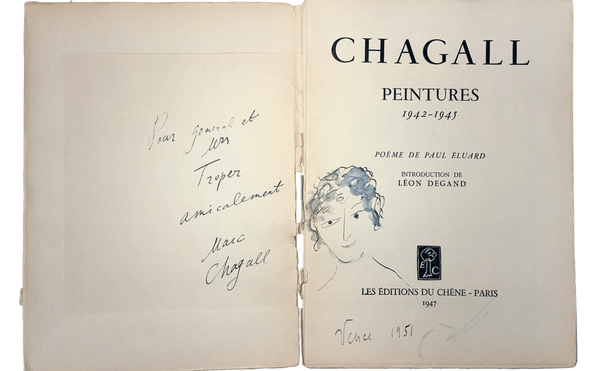 Pour general et
Mrs
Troper
amicalement
Marc
Chagall
CHAGALL
PEINTURES
1942-1945
POÈME DE PAUL ÉLUARD
INTRODUCTION DE
LÉON DEGAND
E C
LES ÉDITIONS DU CHÊNE - PARIS
1947
Vence 1951